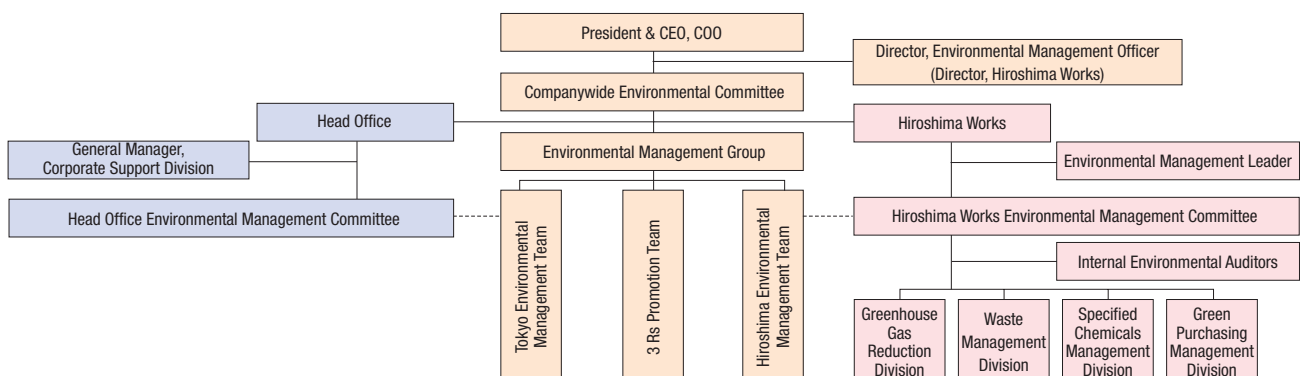 President & CEO, COO
Director, Environmental Management Officer
(Director, Hiroshima Works)
Companywide Environmental Committee
Head Office
Hiroshima Works
General Manager,
Corporate Support Division
Environmental Management Group
Environmental Management Leader
Head Office Environmental Management Committee
Tokyo Environmental
Management Team
3 Rs Promotion Team
Hiroshima Environmental
Management Team
Hiroshima Works Environmental Management Committee
Internal Environmental Auditors
Greenhouse
Gas
Reduction
Division
Waste
Management
Division
Specified
Chemicals
Management
Division
Green
Purchasing
Management
Division